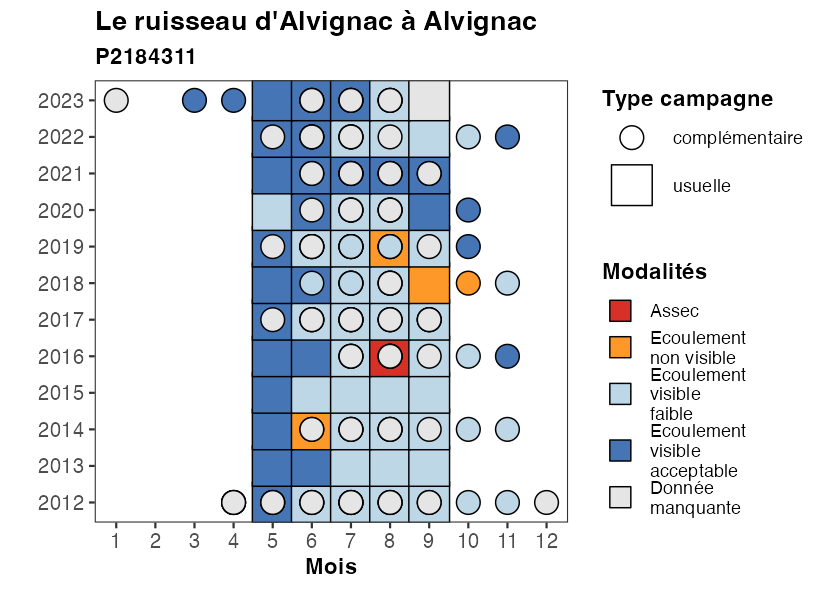 Le ruisseau d'Alvignac à Alvignac
P2184311
2023
2022
2021
2020
2019
2018
2017
2016
2015
2014
2013
2012
1 2 3 4 5 6 7 8 9 10 11 12
Mois
Type campagne
complémentaire
usuelle
Modalités
Assec
Ecoulement
non visible
Ecoulement
visible
faible
Ecoulement
visible
acceptable
Donnée
manquante